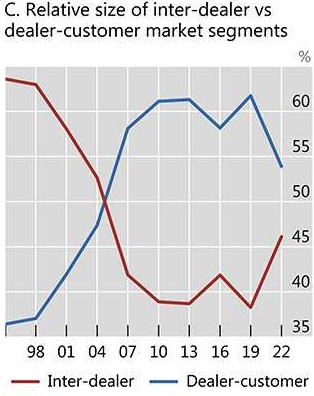 C. Relative size of inter-dealer vs
dealer-customer market segments
%
60
55
50
45
40
35
98 01 04 07 10 13 16 19 22
Inter-dealer Dealer-customer